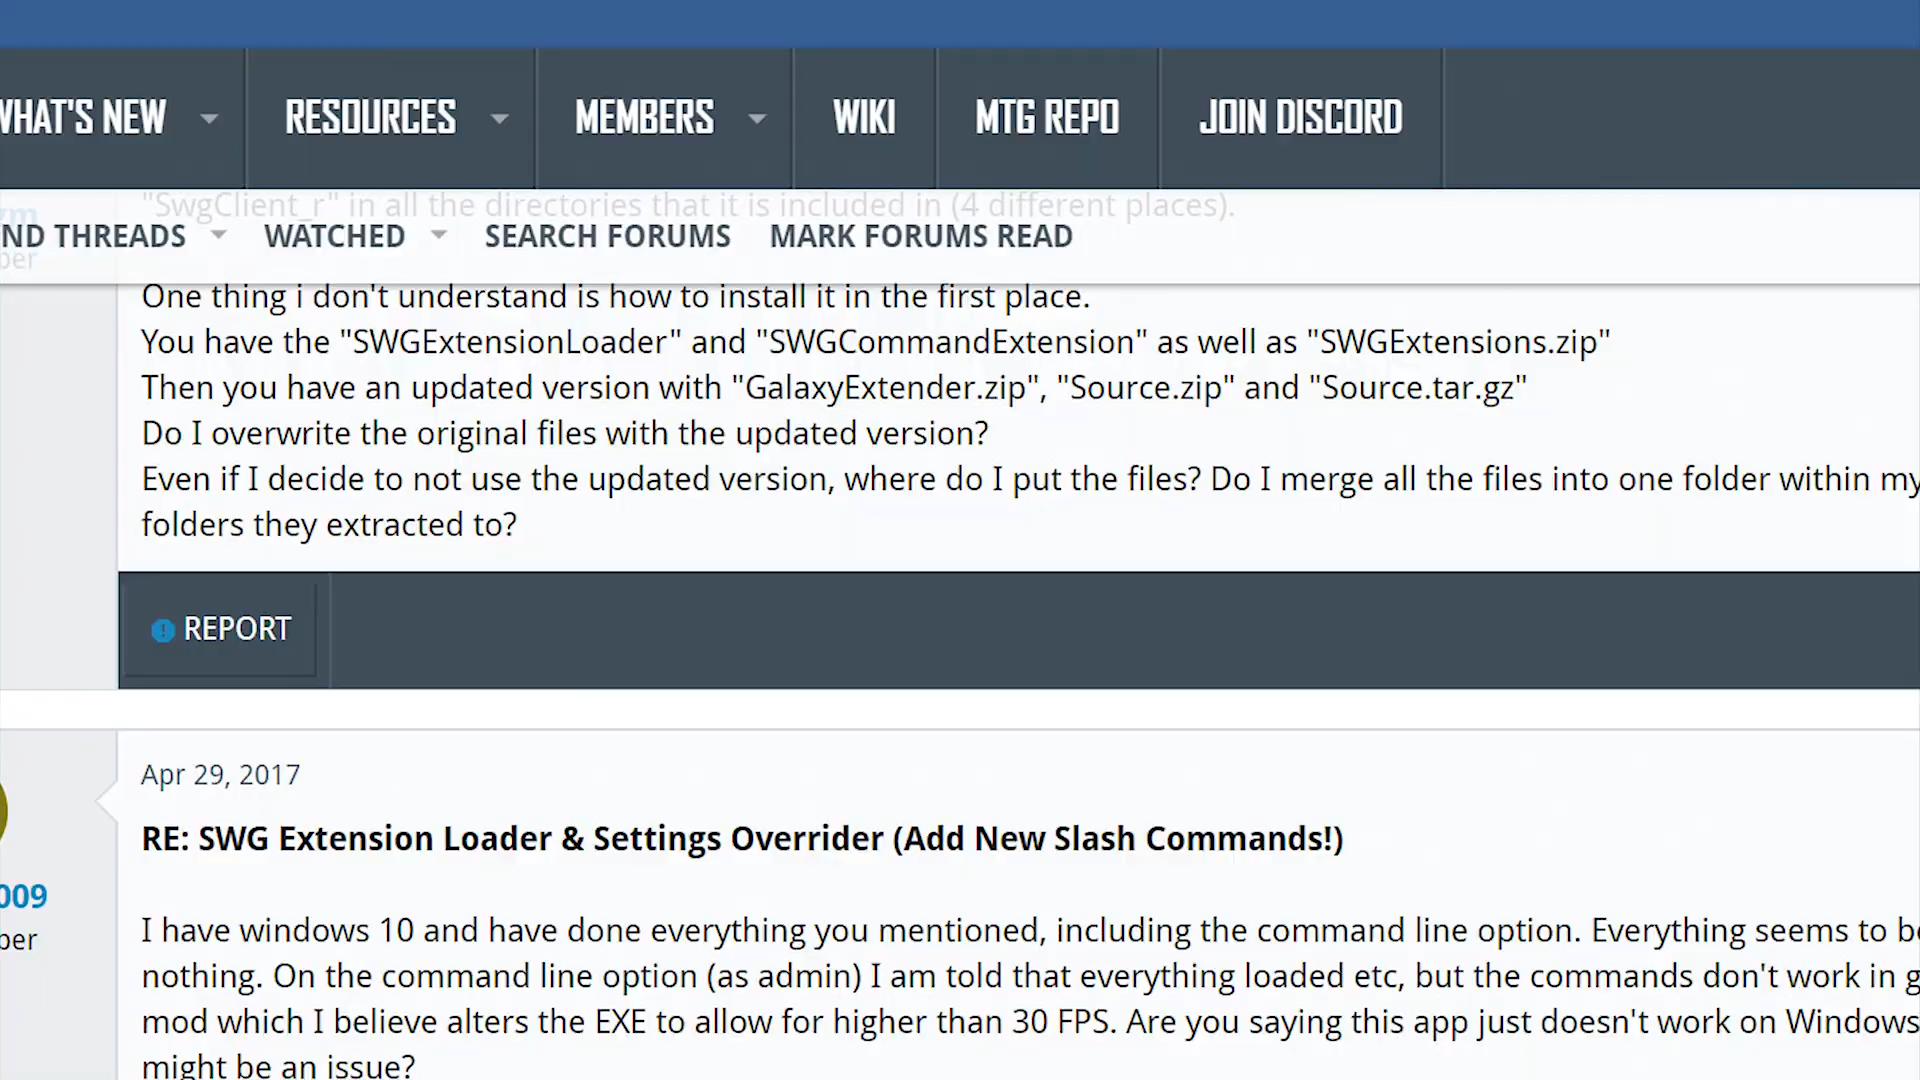 WHAT'S NEW RESOURCES MEMBERS WIKI MTG REPO JOIN DISCORD
"SwgClient_r" in all the directories that it is included in (4 different places).
ND THREADS WATCHED SEARCH FORUMS MARK FORUMS READ
ber
One thing i don't understand is how to install it in the first place.
You have the "SWGExtensionLoader" and "SWGCommandExtension" as well as "SWGExtensions.zip"
Then you have an updated version with "GalaxyExtender.zip", "Source.zip" and "Source.tar.gz"
Do I overwrite the original files with the updated version?
Even if I decide to not use the updated version, where do I put the files? Do I merge all the files into one folder within my
folders they extracted to?
REPORT
Apr 29, 2017
RE: SWG Extension Loader & Settings Overrider (Add New Slash Commands!)
009
ber
I have windows 10 and have done everything you mentioned, including the command line option. Everything seems to be
nothing. On the command line option (as admin) I am told that everything loaded etc, but the commands don't work in g
mod which I believe alters the EXE to allow for higher than 30 FPS. Are you saying this app just doesn't work on Windows
might be an issue?